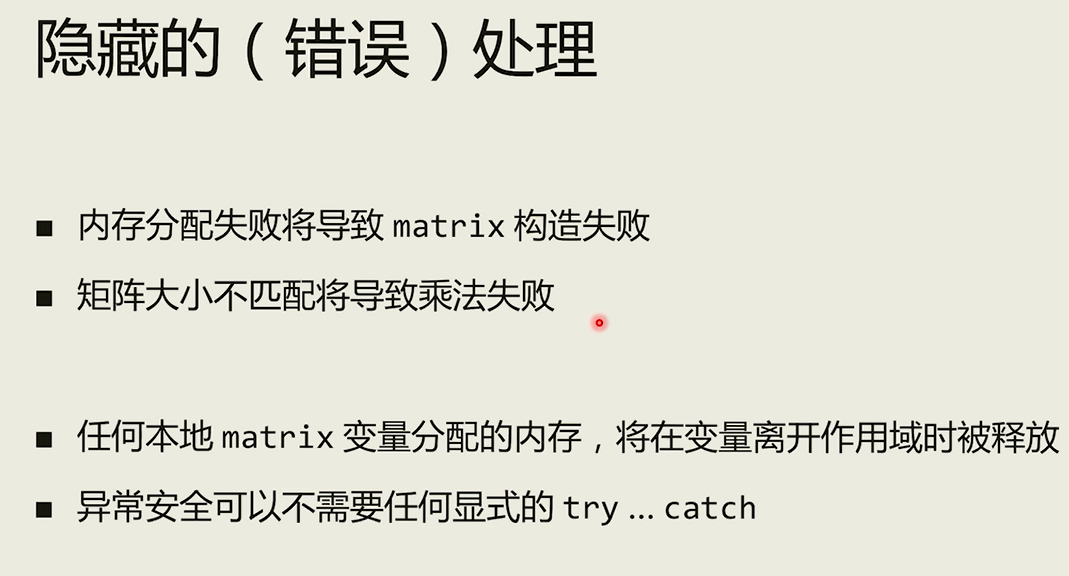 隐藏的（错误）处理
■ 内存分配失败将导致 matrix 构造失败
■ 矩阵大小不匹配将导致乘法失败
■ 任何本地 matrix 变量分配的内存，将在变量离开作用域时被释放
■ 异常安全可以不需要任何显式的 try … catch